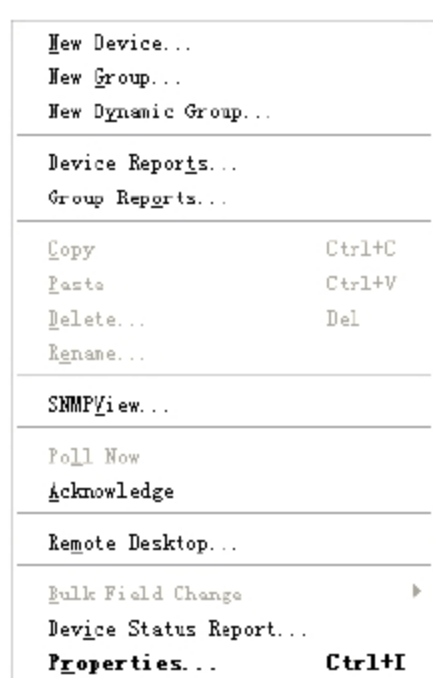 New Device...
New Group...
New Dynamic Group...
Device Reports...
Group Reports...
Copy Ctrl+C
Paste Ctrl+V
Delete... Del
Rename...
SNMPView...
Poll Now
Acknowledge
Remote Desktop...
Bulk Field Change
Device Status Report...
Properties... Ctrl+I